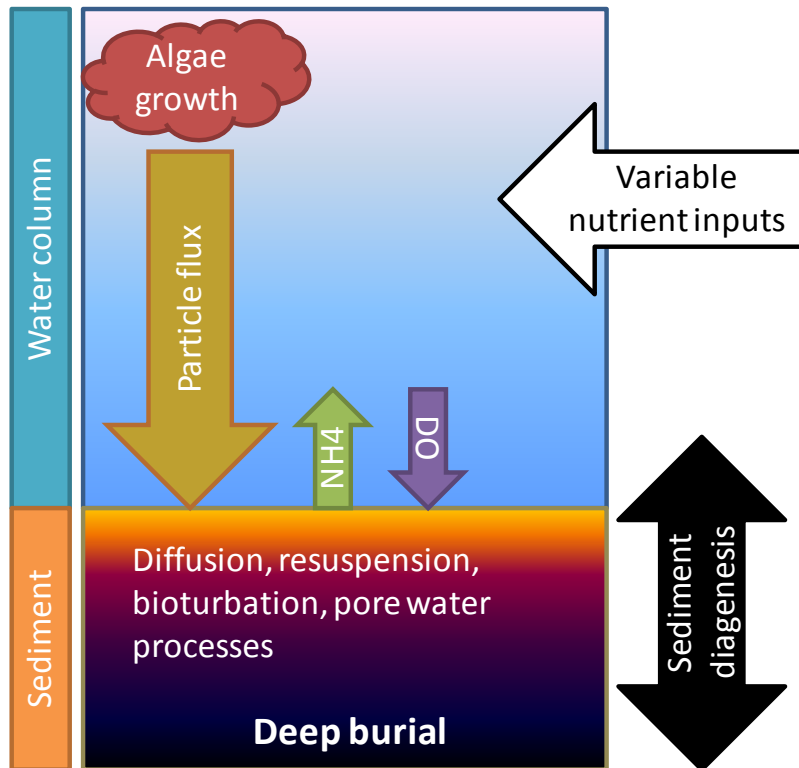 Algae
growth
Water column
Particle flux
Variable
nutrient inputs
NH4
DO
Sediment
Diffusion, resuspension,
bioturbation, pore water
processes
Deep burial
Sediment
diagenesis